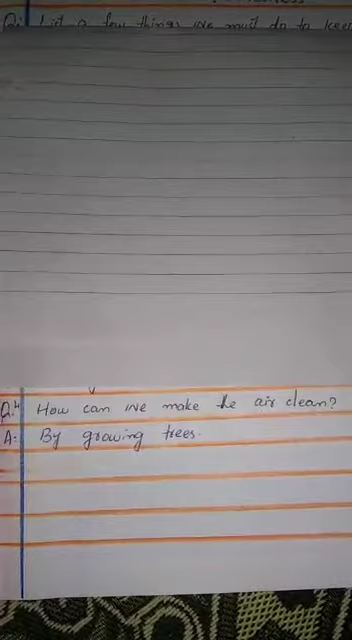 Q: List a few things we must do to keep
Q.4 How can we make the air clean?
A: By growing trees.